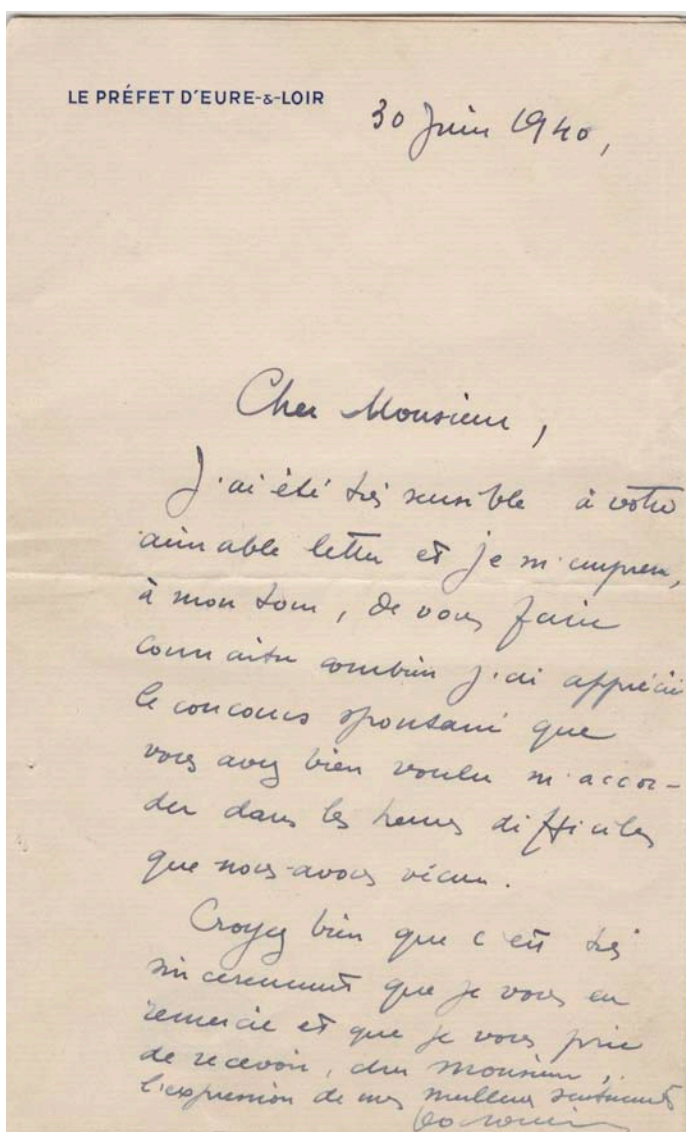 LE PRÉFET D'EURE-&-LOIR
30 Juin 1940,
Cher Monsieur,
J'ai été très sensible à votre
aimable lettre et je m'empresse,
à mon tour, de vous faire
connaître combien j'ai apprécié
le concours spontané que
vous avez bien voulu m'accor-
der dans les heures difficiles
que nous avons vécues.
Croyez bien que c'est très
sincèrement que je vous en
remercie et que je vous prie
de recevoir, cher monsieur,
l'expression de mes meilleurs sentiments